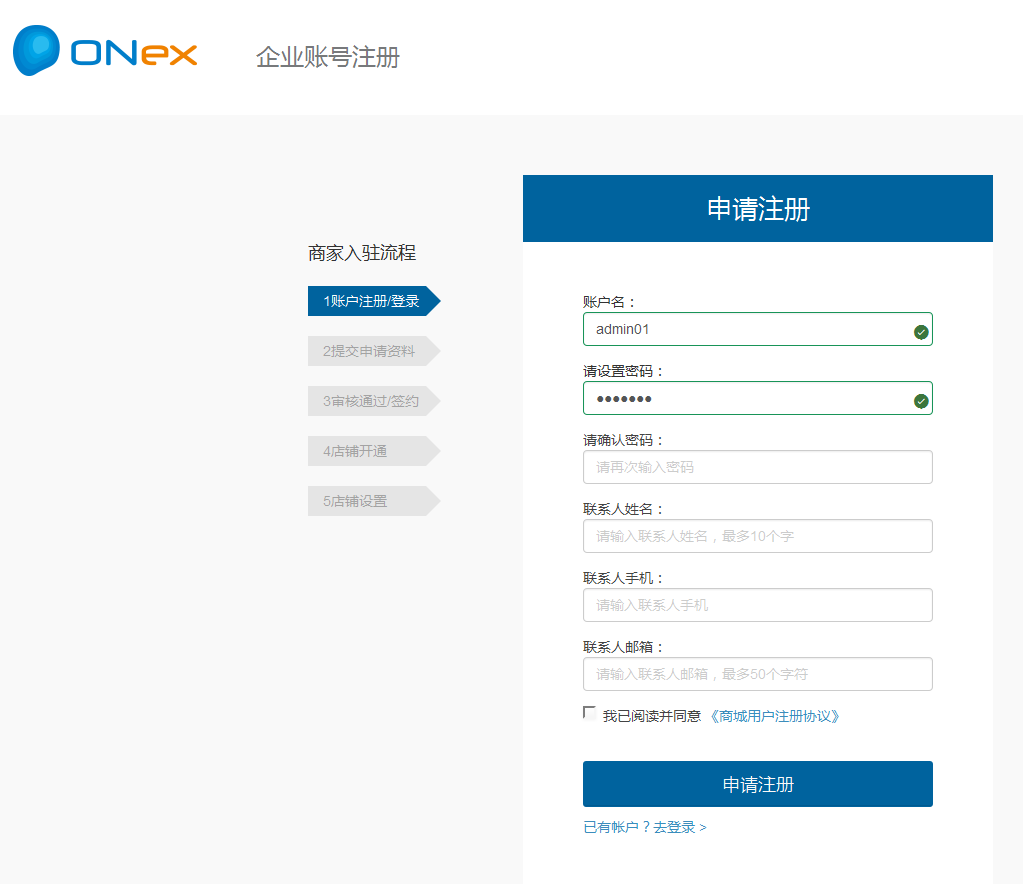 ONex
企业账号注册
商家入驻流程
1账户注册/登录
2提交申请资料
3审核通过/签约
4店铺开通
5店铺设置
申请注册
账户名：
admin01
请设置密码：
•••••••
请确认密码：
请再次输入密码
联系人姓名：
请输入联系人姓名，最多10个字
联系人手机：
请输入联系人手机
联系人邮箱：
请输入联系人邮箱，最多50个字符
我已阅读并同意 《商城用户注册协议》
申请注册
已有帐户？去登录 >